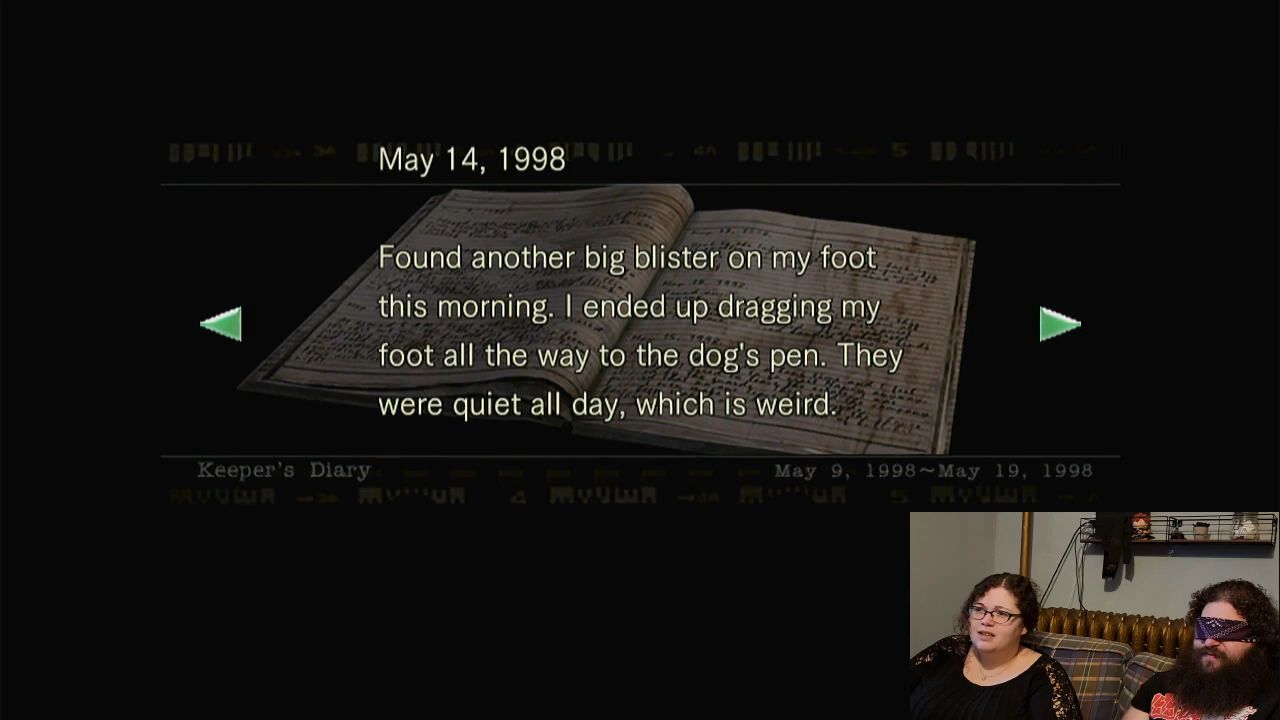 May 14, 1998
Found another big blister on my foot
this morning. I ended up dragging my
foot all the way to the dog's pen. They
were quiet all day, which is weird.
Keeper's Diary
May 9, 1998~May 19, 1998